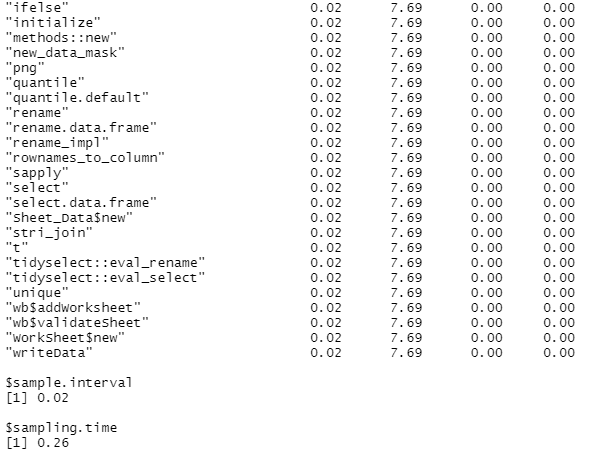 "ifelse" 0.02 7.69 0.00 0.00
"initialize" 0.02 7.69 0.00 0.00
"methods::new" 0.02 7.69 0.00 0.00
"new_data_mask" 0.02 7.69 0.00 0.00
"png" 0.02 7.69 0.00 0.00
"quantile" 0.02 7.69 0.00 0.00
"quantile.default" 0.02 7.69 0.00 0.00
"rename" 0.02 7.69 0.00 0.00
"rename.data.frame" 0.02 7.69 0.00 0.00
"rename_impl" 0.02 7.69 0.00 0.00
"rownames_to_column" 0.02 7.69 0.00 0.00
"sapply" 0.02 7.69 0.00 0.00
"select" 0.02 7.69 0.00 0.00
"select.data.frame" 0.02 7.69 0.00 0.00
"Sheet_Data$new" 0.02 7.69 0.00 0.00
"stri_join" 0.02 7.69 0.00 0.00
"t" 0.02 7.69 0.00 0.00
"tidyselect::eval_rename" 0.02 7.69 0.00 0.00
"tidyselect::eval_select" 0.02 7.69 0.00 0.00
"unique" 0.02 7.69 0.00 0.00
"wb$addWorksheet" 0.02 7.69 0.00 0.00
"wb$validateSheet" 0.02 7.69 0.00 0.00
"WorkSheet$new" 0.02 7.69 0.00 0.00
"writeData" 0.02 7.69 0.00 0.00
$sample.interval
[1] 0.02
$sampling.time
[1] 0.26